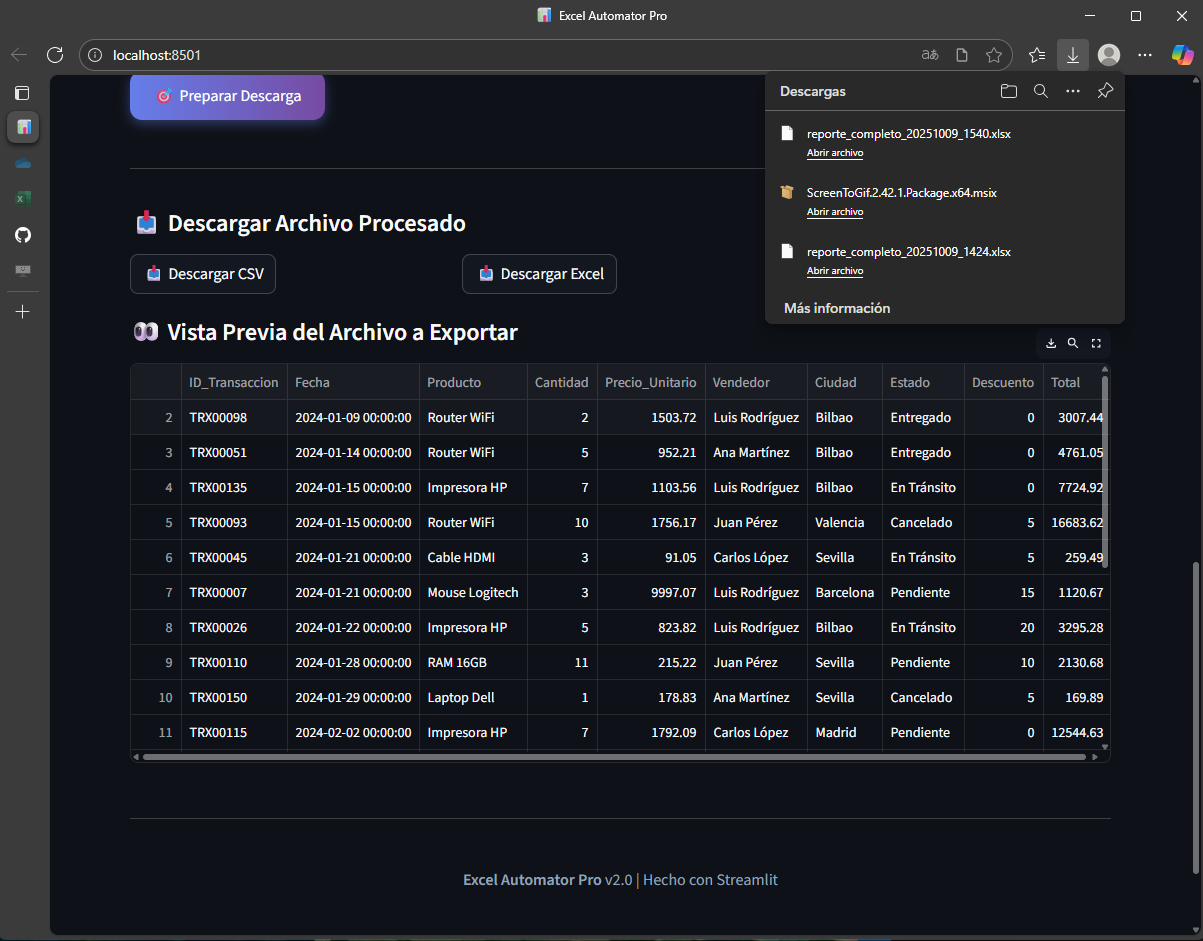 Excel Automator Pro
localhost:8501
aあ
Preparar Descarga
Descargas
reporte_completo_20251009_1540.xlsx
Abrir archivo
ScreenToGif.2.42.1.Package.x64.msix
Abrir archivo
reporte_completo_20251009_1424.xlsx
Abrir archivo
Más información
Descargar Archivo Procesado
Descargar CSV
Descargar Excel
Vista Previa del Archivo a Exportar
ID_Transaccion Fecha Producto Cantidad Precio_Unitario Vendedor Ciudad Estado Descuento Total
2 TRX00098 2024-01-09 00:00:00 Router WiFi 2 1503.72 Luis Rodríguez Bilbao Entregado 0 3007.44
3 TRX00051 2024-01-14 00:00:00 Router WiFi 5 952.21 Ana Martínez Bilbao Entregado 0 4761.05
4 TRX00135 2024-01-15 00:00:00 Impresora HP 7 1103.56 Luis Rodríguez Bilbao En Tránsito 0 7724.92
5 TRX00093 2024-01-15 00:00:00 Router WiFi 10 1756.17 Juan Pérez Valencia Cancelado 5 16683.62
6 TRX00045 2024-01-21 00:00:00 Cable HDMI 3 91.05 Carlos López Sevilla En Tránsito 5 259.49
7 TRX00007 2024-01-21 00:00:00 Mouse Logitech 3 9997.07 Luis Rodríguez Barcelona Pendiente 15 1120.67
8 TRX00026 2024-01-22 00:00:00 Impresora HP 5 823.82 Luis Rodríguez Bilbao En Tránsito 20 3295.28
9 TRX00110 2024-01-28 00:00:00 RAM 16GB 11 215.22 Juan Pérez Sevilla Pendiente 10 2130.68
10 TRX00150 2024-01-29 00:00:00 Laptop Dell 1 178.83 Ana Martínez Sevilla Cancelado 5 169.89
11 TRX00115 2024-02-02 00:00:00 Impresora HP 7 1792.09 Carlos López Madrid Pendiente 0 12544.63
Excel Automator Pro v2.0 | Hecho con Streamlit